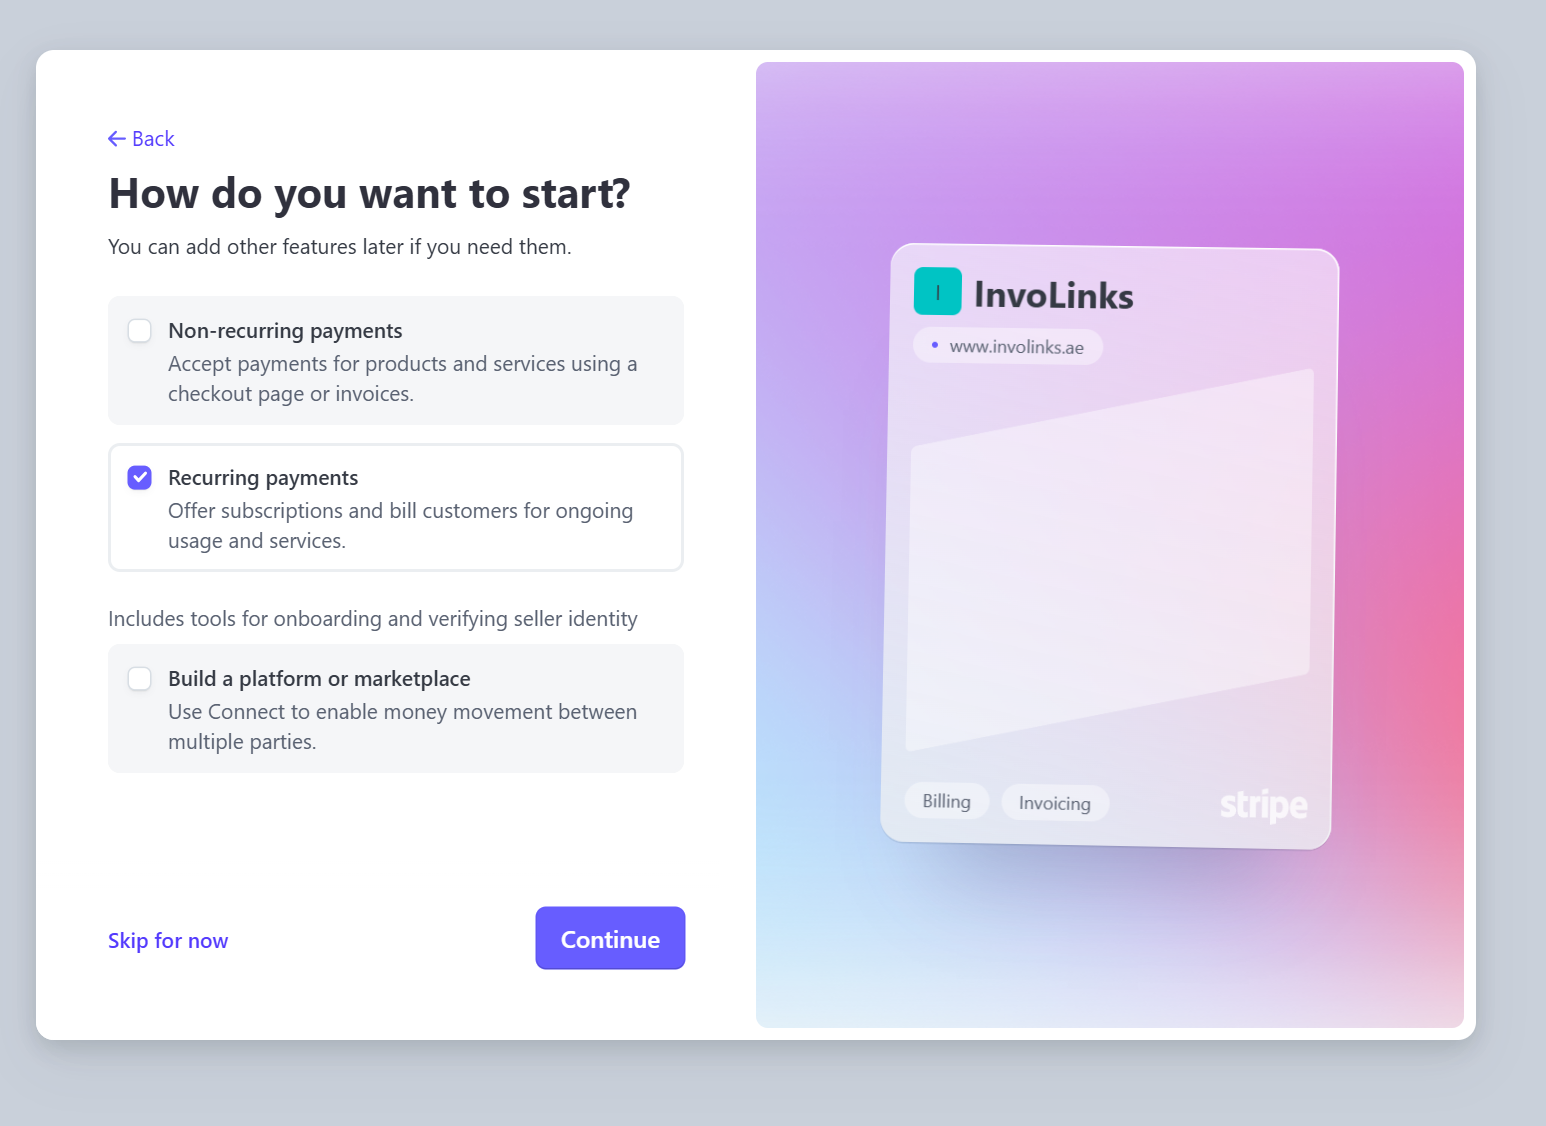 Back
How do you want to start?
You can add other features later if you need them.
Non-recurring payments
Accept payments for products and services using a
checkout page or invoices.
Recurring payments
Offer subscriptions and bill customers for ongoing
usage and services.
Includes tools for onboarding and verifying seller identity
Build a platform or marketplace
Use Connect to enable money movement between
multiple parties.
Skip for now
Continue
I
InvoLinks
www.involinks.ae
Billing
Invoicing
stripe